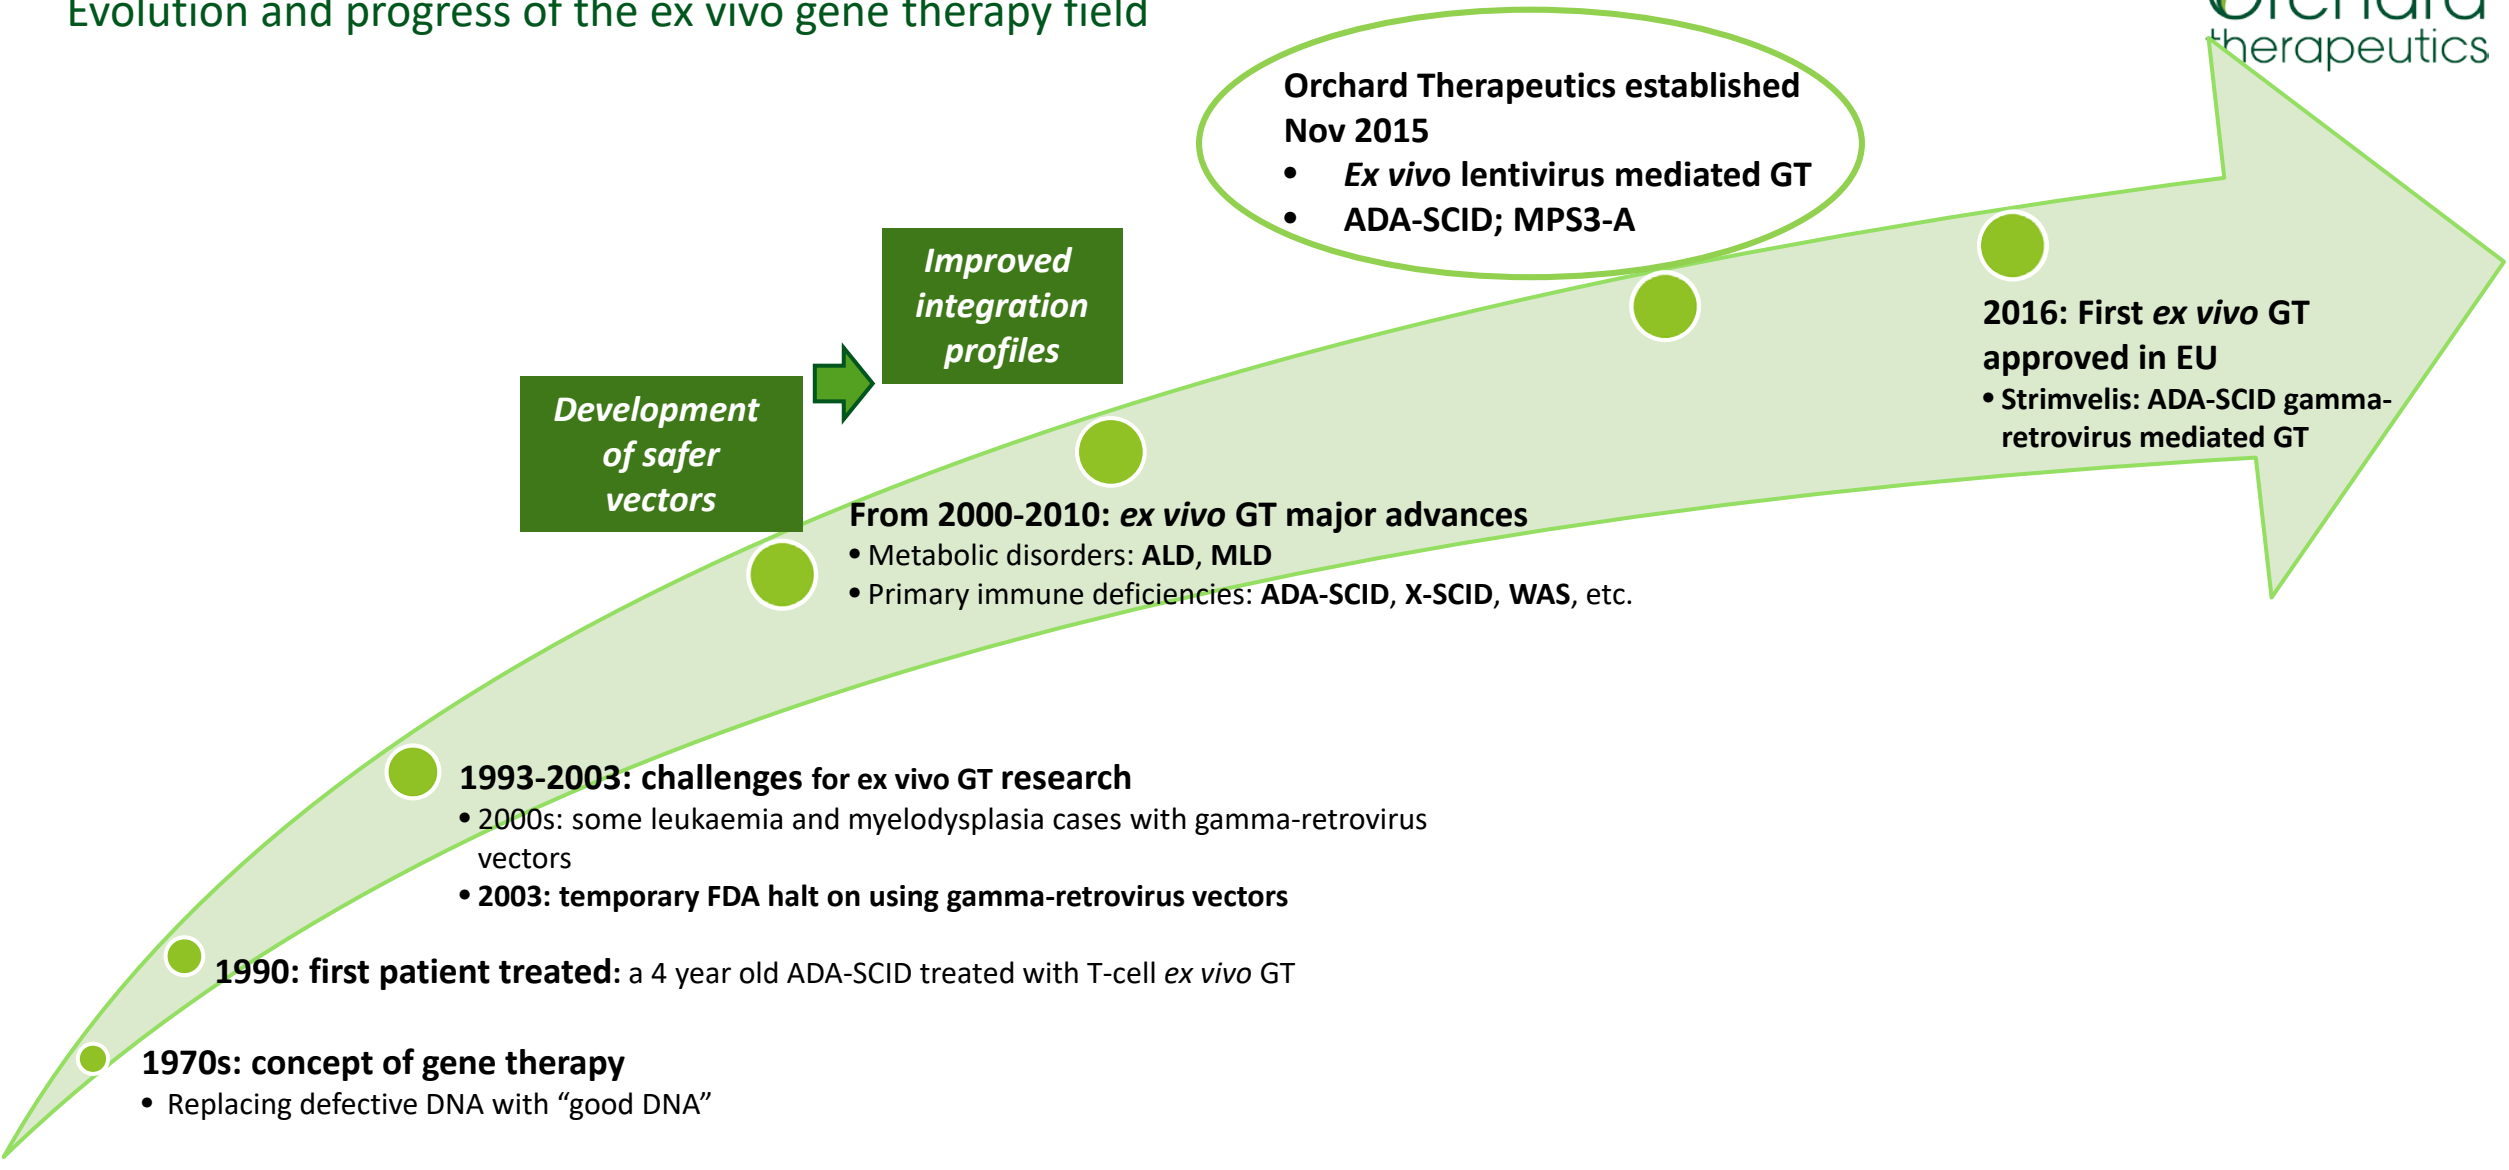 Evolution and progress of the ex vivo gene therapy field
Orchard
therapeutics
Orchard Therapeutics established
Nov 2015
• Ex vivo lentivirus mediated GT
• ADA-SCID; MPS3-A
Improved
integration
profiles
Development
of safer
vectors
2016: First ex vivo GT
approved in EU
• Strimvelis: ADA-SCID gamma-
retrovirus mediated GT
From 2000-2010: ex vivo GT major advances
• Metabolic disorders: ALD, MLD
• Primary immune deficiencies: ADA-SCID, X-SCID, WAS, etc.
1993-2003: challenges for ex vivo GT research
• 2000s: some leukaemia and myelodysplasia cases with gamma-retrovirus
vectors
• 2003: temporary FDA halt on using gamma-retrovirus vectors
1990: first patient treated: a 4 year old ADA-SCID treated with T-cell ex vivo GT
1970s: concept of gene therapy
• Replacing defective DNA with “good DNA”